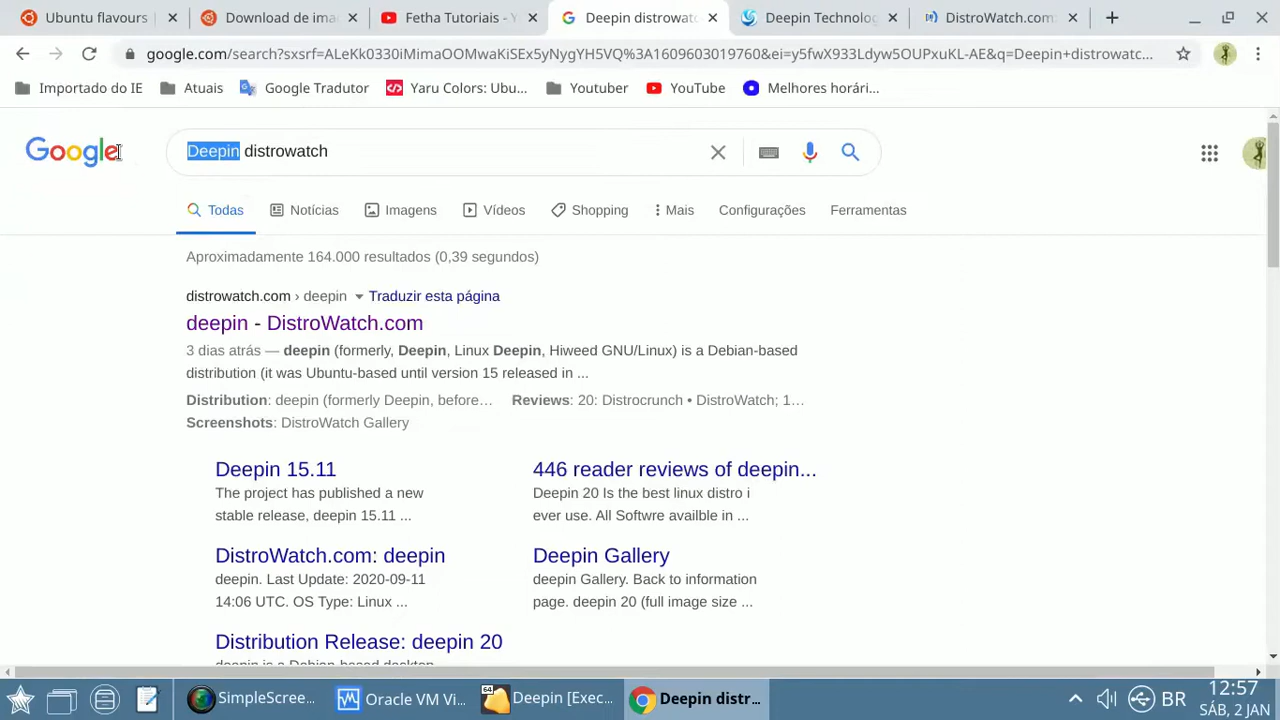 Ubuntu flavours
Download de ima
Fetha Tutoriais - Y
Deepin distrowat
Deepin Technolog
DistroWatch.com:
google.com/search?sxsrf=ALeKk0330iMimaOOMwaKiSEx5yNygYH5VQ%3A1609603019750&ei=y5fwX933Ldyw5OUPxuKL-AE&q=Deepin+distrowatc...
Importado do IE
Atuais
Google Tradutor
Yaru Colors: Ubu...
Youtuber
YouTube
Melhores horári...
Google
Deepin distrowatch
Todas
Notícias
Imagens
Vídeos
Shopping
Mais
Configurações
Ferramentas
Aproximadamente 164.000 resultados (0,39 segundos)
distrowatch.com › deepin ▾ Traduzir esta página
deepin - DistroWatch.com
3 dias atrás — deepin (formerly, Deepin, Linux Deepin, Hiweed GNU/Linux) is a Debian-based
distribution (it was Ubuntu-based until version 15 released in ...
Distribution: deepin (formerly Deepin, before… Reviews: 20: Distrocrunch • DistroWatch; 1…
Screenshots: DistroWatch Gallery
Deepin 15.11
The project has published a new
stable release, deepin 15.11 ...
446 reader reviews of deepin...
Deepin 20 Is the best linux distro i
ever use. All Softwre availble in ...
DistroWatch.com: deepin
deepin. Last Update: 2020-09-11
14:06 UTC. OS Type: Linux ...
Deepin Gallery
deepin Gallery. Back to information
page. deepin 20 (full image size ...
Distribution Release: deepin 20
deepin is a Debian-based desktop
SimpleScree...
Oracle VM Vi...
64
Deepin [Exec...
Deepin distr...
BR
12:57
SÁB, 2 JAN